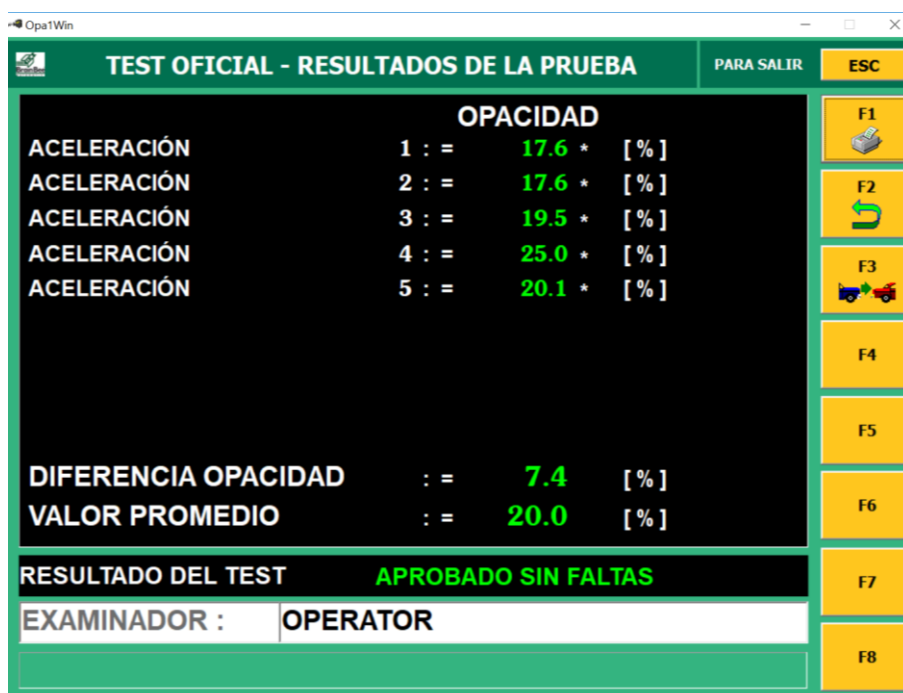 Opa1Win
TEST OFICIAL - RESULTADOS DE LA PRUEBA
PARA SALIR
ESC
OPACIDAD
ACELERACIÓN 1 : = 17.6 * [%]
ACELERACIÓN 2 : = 17.6 * [%]
ACELERACIÓN 3 : = 19.5 * [%]
ACELERACIÓN 4 : = 25.0 * [%]
ACELERACIÓN 5 : = 20.1 * [%]
DIFERENCIA OPACIDAD : = 7.4 [%]
VALOR PROMEDIO : = 20.0 [%]
RESULTADO DEL TEST APROBADO SIN FALTAS
EXAMINADOR : OPERATOR
F1
F2
F3
F4
F5
F6
F7
F8